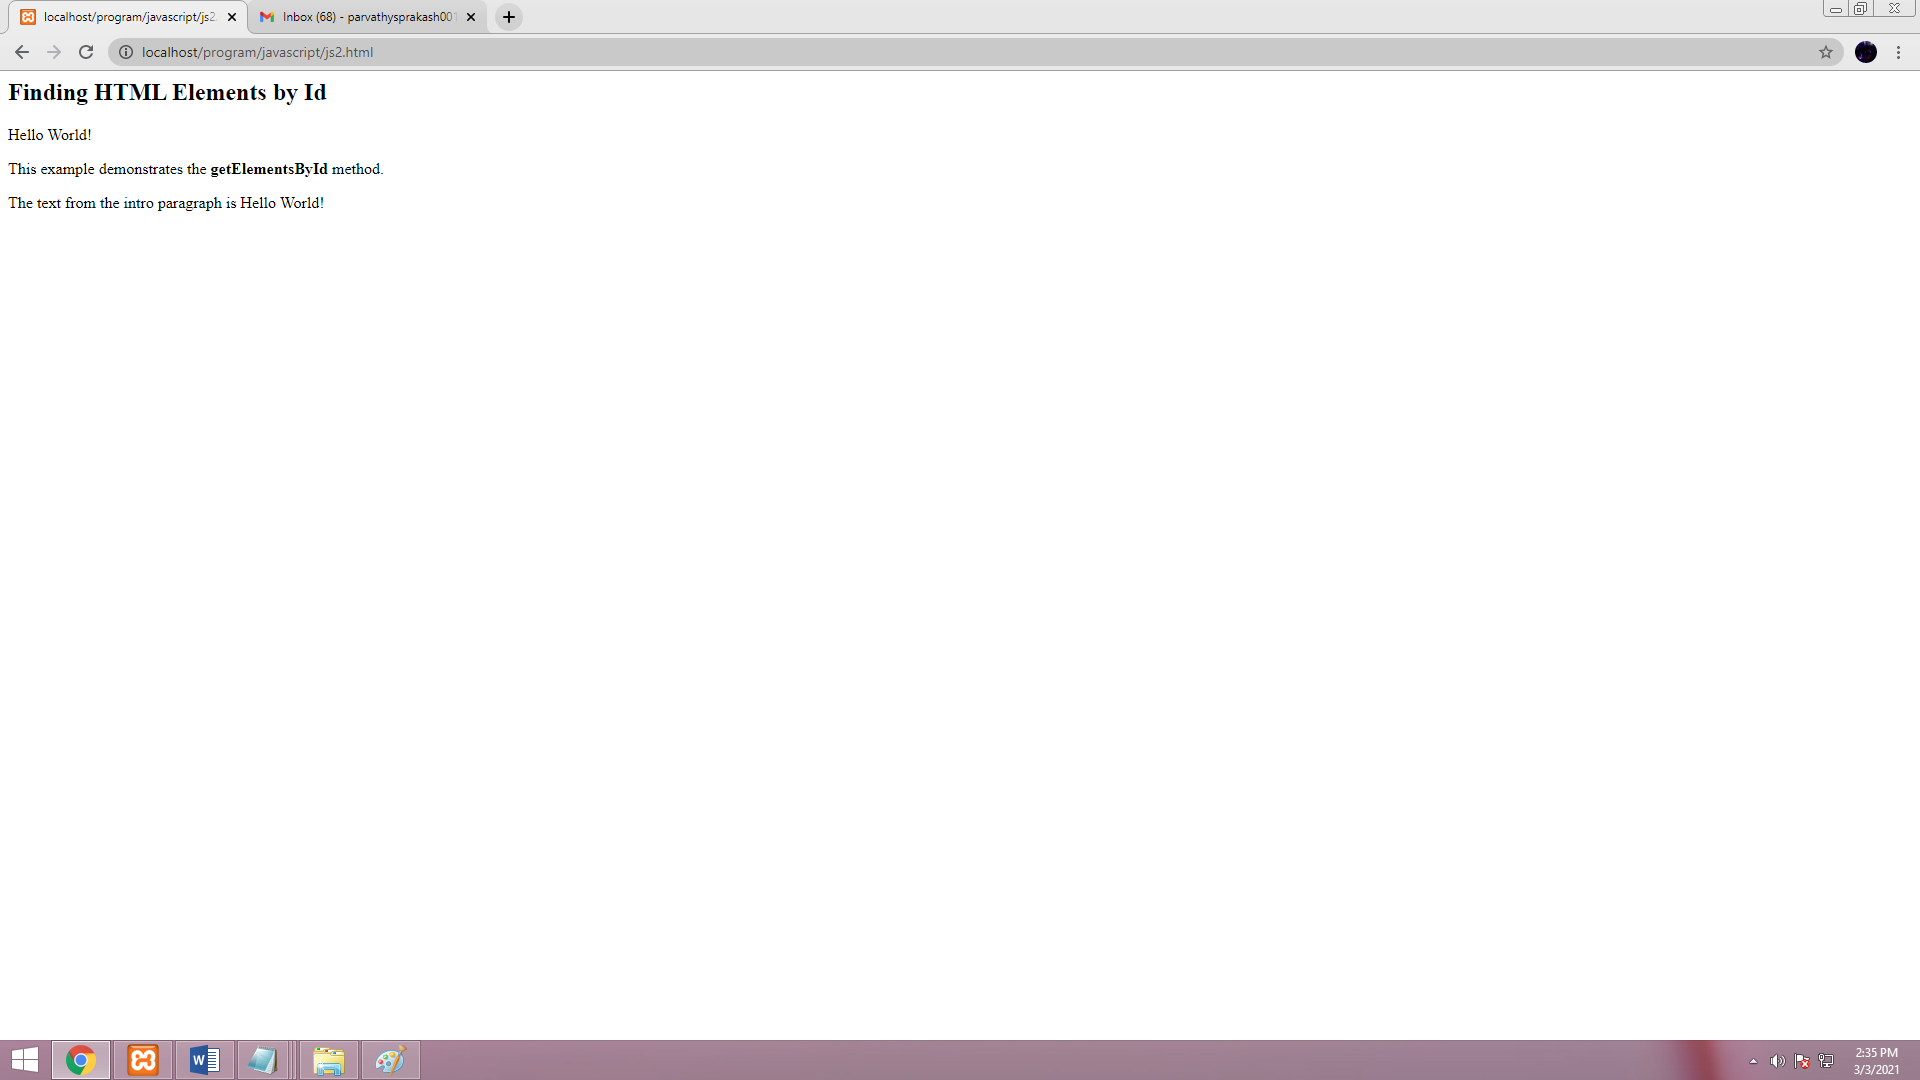 localhost/program/javascript/js2.
Inbox (68) - parvathysprakash001
localhost/program/javascript/js2.html
Finding HTML Elements by Id
Hello World!
This example demonstrates the getElementsById method.
The text from the intro paragraph is Hello World!
2:35 PM
3/3/2021